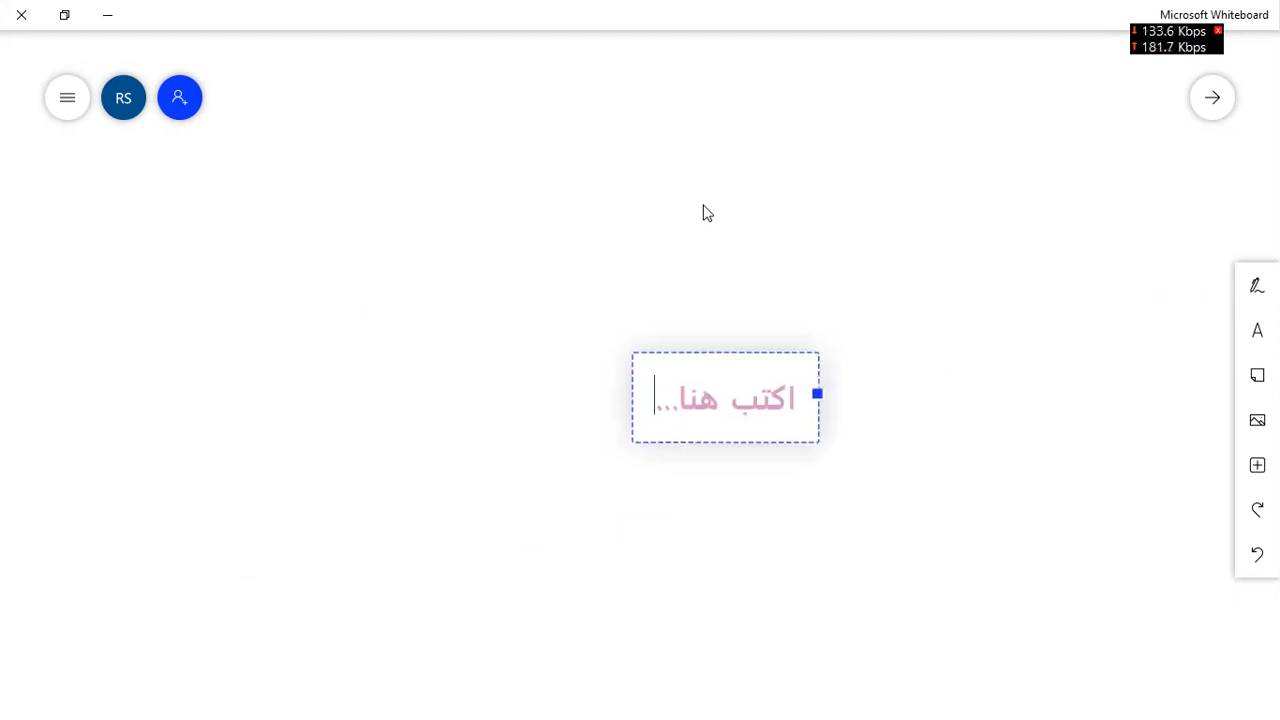 Microsoft Whiteboard
↓ 133.6 Kbps x
↑ 181.7 Kbps
RS
اكتب هنا...
A